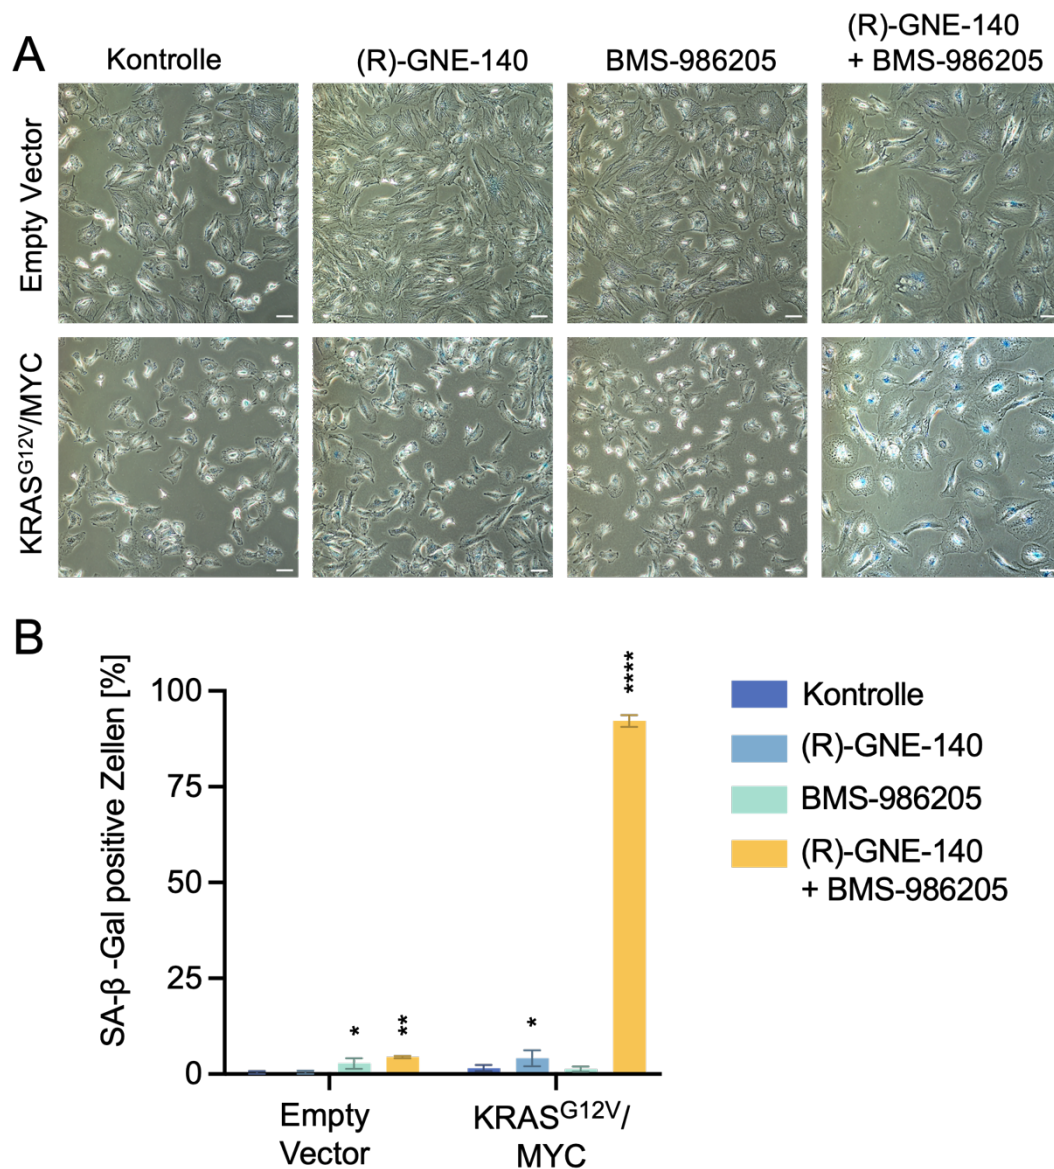 A
Kontrolle
(R)-GNE-140
BMS-986205
(R)-GNE-140
+ BMS-986205
Empty Vector
KRASG12V/MYC
B
SA-β -Gal positive Zellen [%]
100
75
50
25
0
*
**
*
****
Empty
Vector
KRASG12V/
MYC
Kontrolle
(R)-GNE-140
BMS-986205
(R)-GNE-140
+ BMS-986205